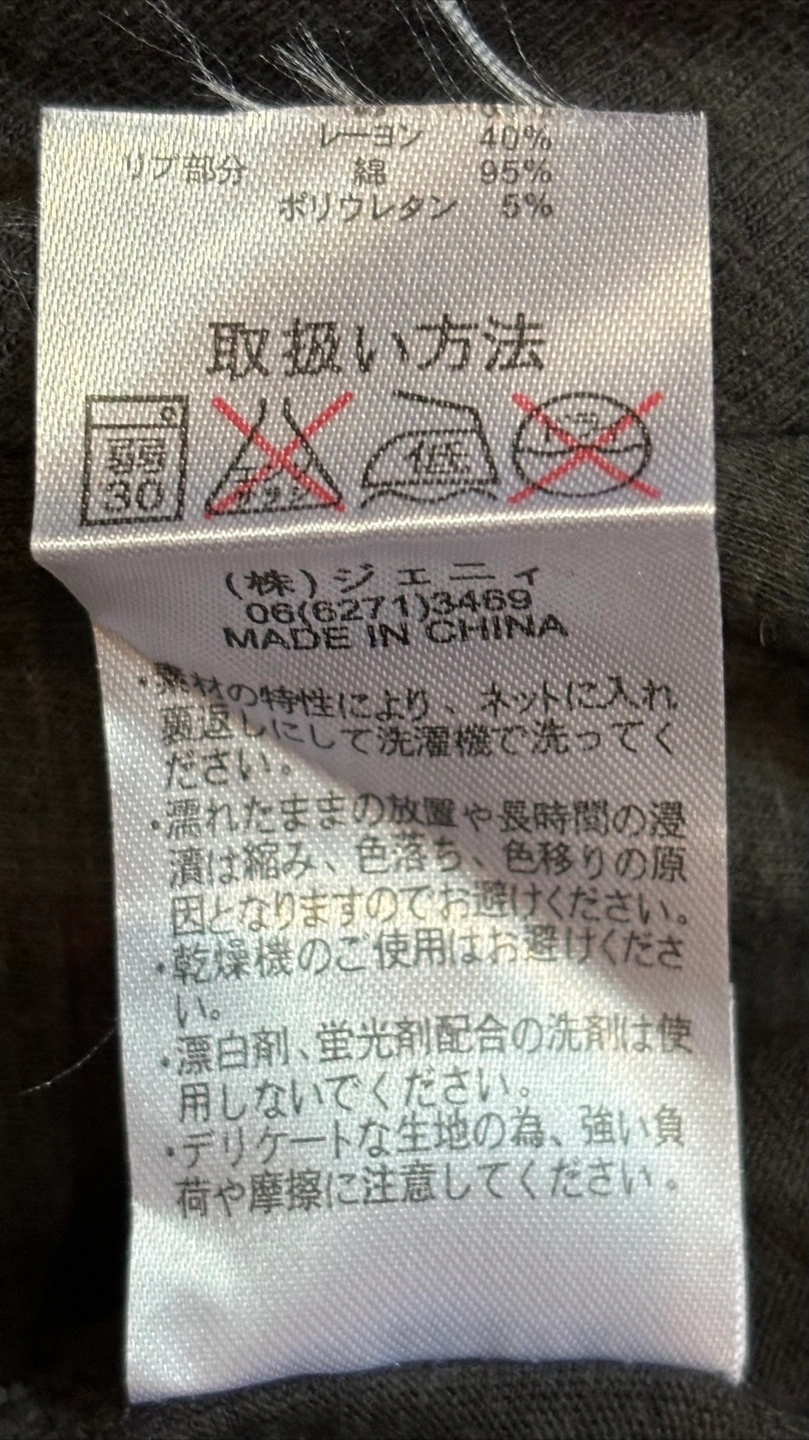 レーヨン 40%
リブ部分 綿 95%
ポリウレタン 5%
取扱い方法
弱
30
エンソ
サラシ
低
ドライ
(株)ジェニィ
06(6271)3469
MADE IN CHINA
・素材の特性により、ネットに入れ
裏返しにして洗濯機で洗ってく
ださい。
・濡れたままの放置や長時間の浸
漬は縮み、色落ち、色移りの原
因となりますのでお避けください。
・乾燥機のご使用はお避けくださ
い。
・漂白剤、蛍光剤配合の洗剤は使
用しないでください。
・デリケートな生地の為、強い負
荷や摩擦に注意してください。